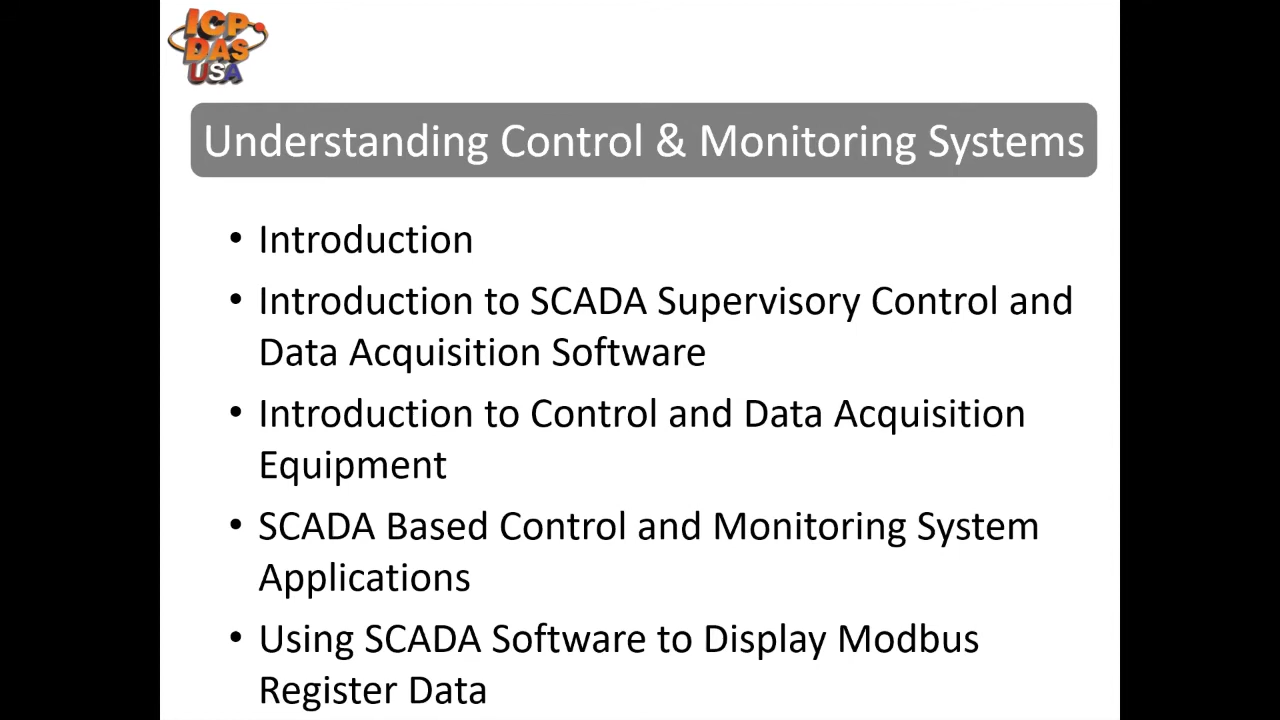 ICP
DAS
USA
Understanding Control & Monitoring Systems
• Introduction
• Introduction to SCADA Supervisory Control and
Data Acquisition Software
• Introduction to Control and Data Acquisition
Equipment
• SCADA Based Control and Monitoring System
Applications
• Using SCADA Software to Display Modbus
Register Data